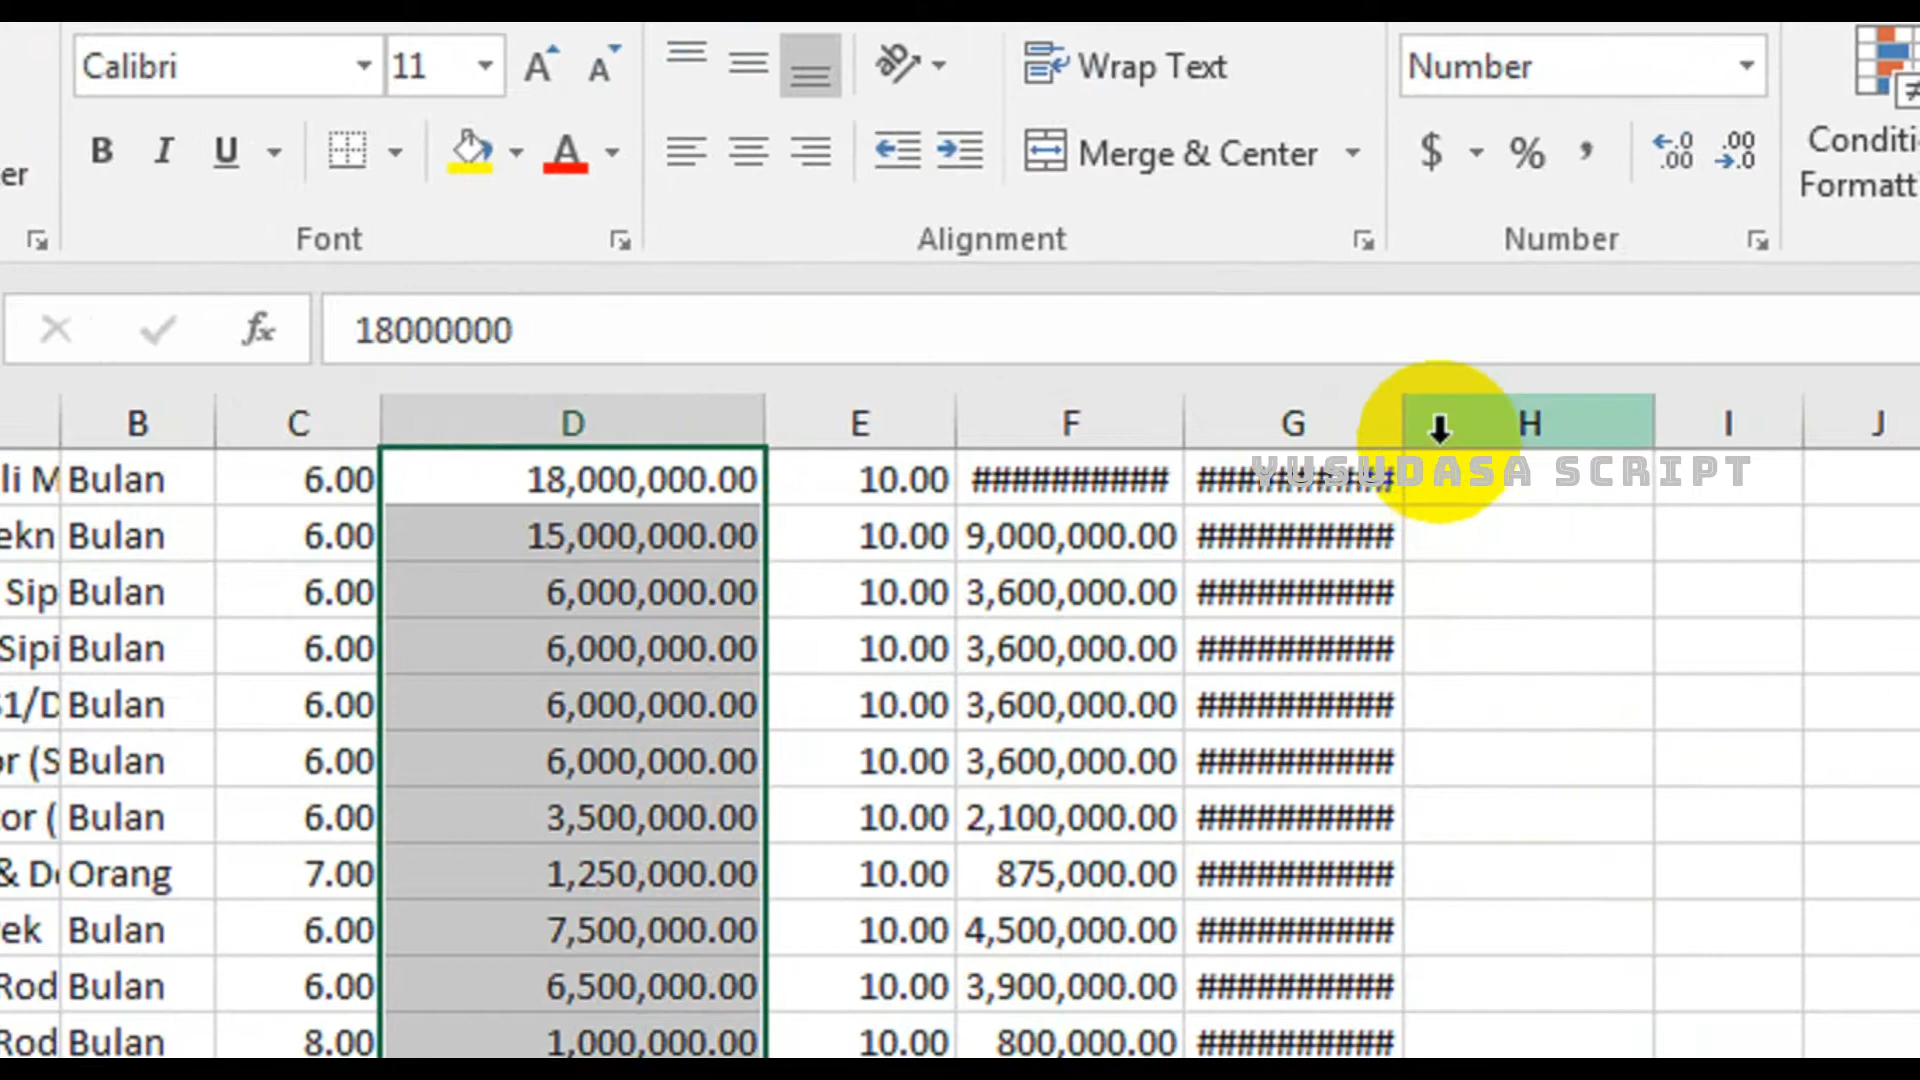 Calibri 11 Wrap Text Number
B I U Merge & Center $ % Conditi
er Formatt
Font Alignment Number
fx 18000000
B C D E F G H I J
YUSUDASA SCRIPT
li M Bulan 6.00 18,000,000.00 10.00 ########## ##########
ekn Bulan 6.00 15,000,000.00 10.00 9,000,000.00 ##########
Sip Bulan 6.00 6,000,000.00 10.00 3,600,000.00 ##########
Sipi Bulan 6.00 6,000,000.00 10.00 3,600,000.00 ##########
S1/D Bulan 6.00 6,000,000.00 10.00 3,600,000.00 ##########
or (S Bulan 6.00 6,000,000.00 10.00 3,600,000.00 ##########
tor ( Bulan 6.00 3,500,000.00 10.00 2,100,000.00 ##########
& De Orang 7.00 1,250,000.00 10.00 875,000.00 ##########
ek Bulan 6.00 7,500,000.00 10.00 4,500,000.00 ##########
Rod Bulan 6.00 6,500,000.00 10.00 3,900,000.00 ##########
Rod Bulan 8.00 1,000,000.00 10.00 800,000.00 ##########